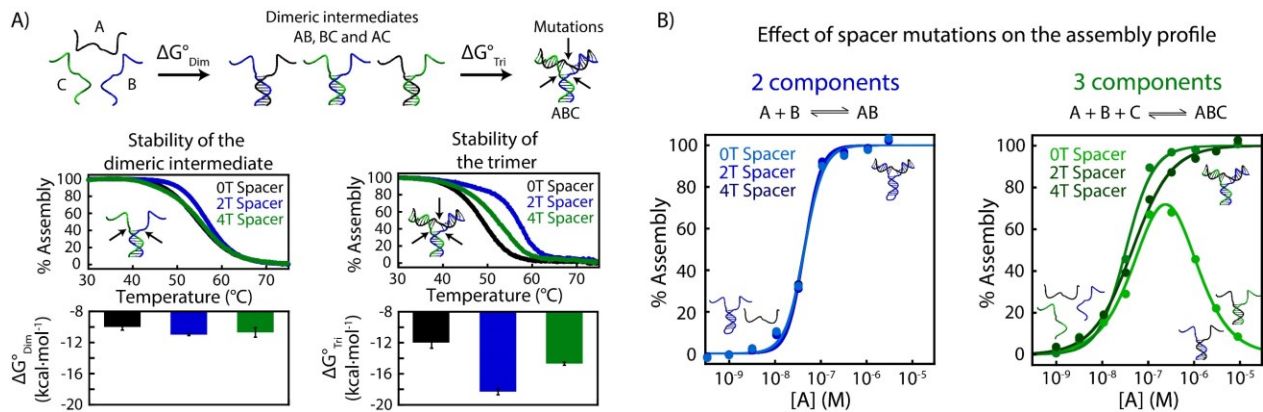 A)
A
C
B
ΔG°Dim
Dimeric intermediates
AB, BC and AC
ΔG°Tri
Mutations
ABC
Stability of the
dimeric intermediate
% Assembly
100
80
60
40
20
0
0T Spacer
2T Spacer
4T Spacer
30 40 50 60 70
Temperature (°C)
ΔG°Dim
(kcal·mol⁻¹)
-8
-12
-16
-20
Stability of
the trimer
% Assembly
100
80
60
40
20
0
0T Spacer
2T Spacer
4T Spacer
30 40 50 60 70
Temperature (°C)
ΔG°Tri
(kcal·mol⁻¹)
-8
-12
-16
-20
B)
Effect of spacer mutations on the assembly profile
2 components
A + B ⇌ AB
% Assembly
100
80
60
40
20
0
0T Spacer
2T Spacer
4T Spacer
10⁻⁹ 10⁻⁸ 10⁻⁷ 10⁻⁶ 10⁻⁵
[A] (M)
3 components
A + B + C ⇌ ABC
% Assembly
100
80
60
40
20
0
0T Spacer
2T Spacer
4T Spacer
10⁻⁹ 10⁻⁸ 10⁻⁷ 10⁻⁶ 10⁻⁵
[A] (M)